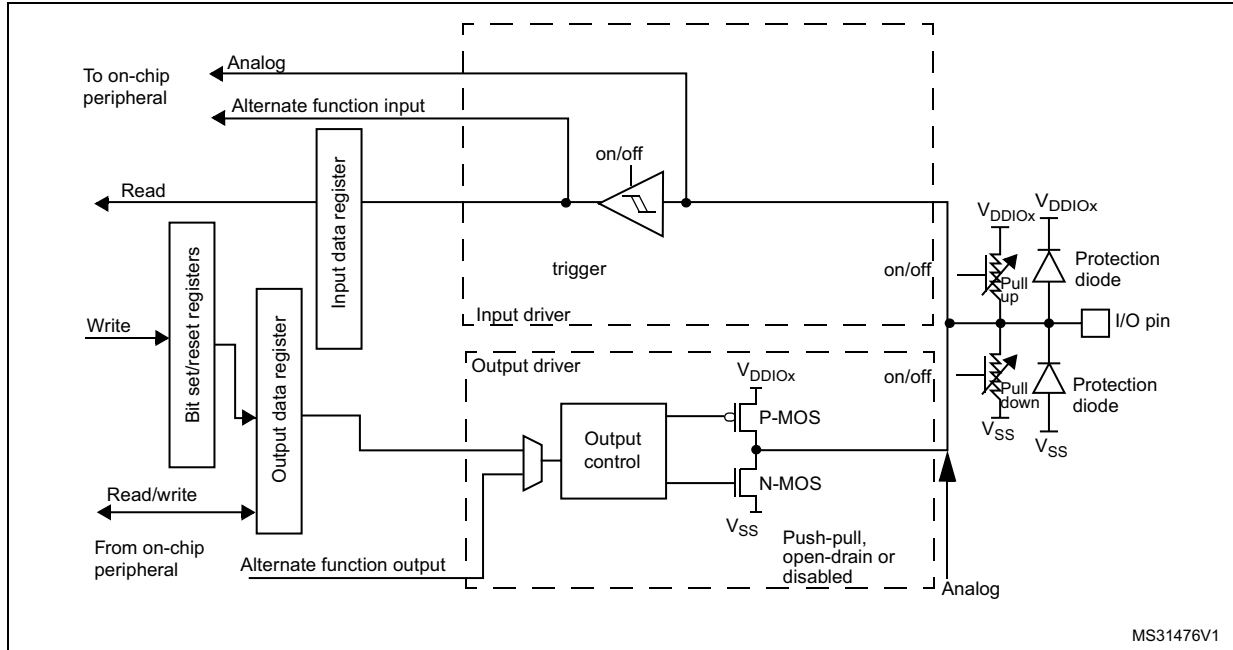 To on-chip
peripheral
Analog
Alternate function input
on/off
Read
Input data register
trigger
Input driver
Write
Bit set/reset registers
Output data register
Read/write
From on-chip
peripheral
Alternate function output
Output driver
Output
control
VDDIOx
P-MOS
N-MOS
VSS
Push-pull,
open-drain or
disabled
Analog
VDDIOx
VDDIOx
on/off
Pull
up
Protection
diode
I/O pin
on/off
Pull
down
Protection
diode
VSS
VSS
MS31476V1